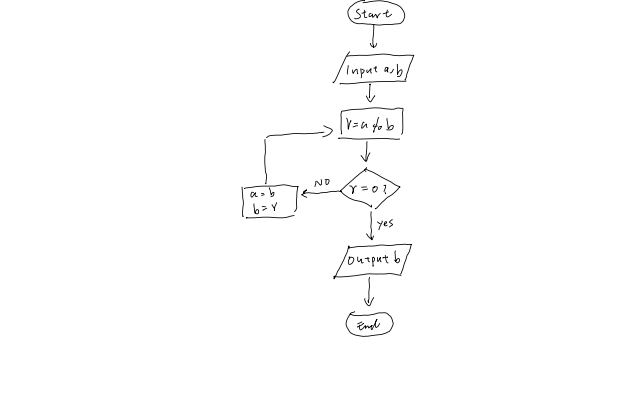 Start
Input a,b
r=a%b
r=0?
NO
a=b
b=r
yes
Output b
End